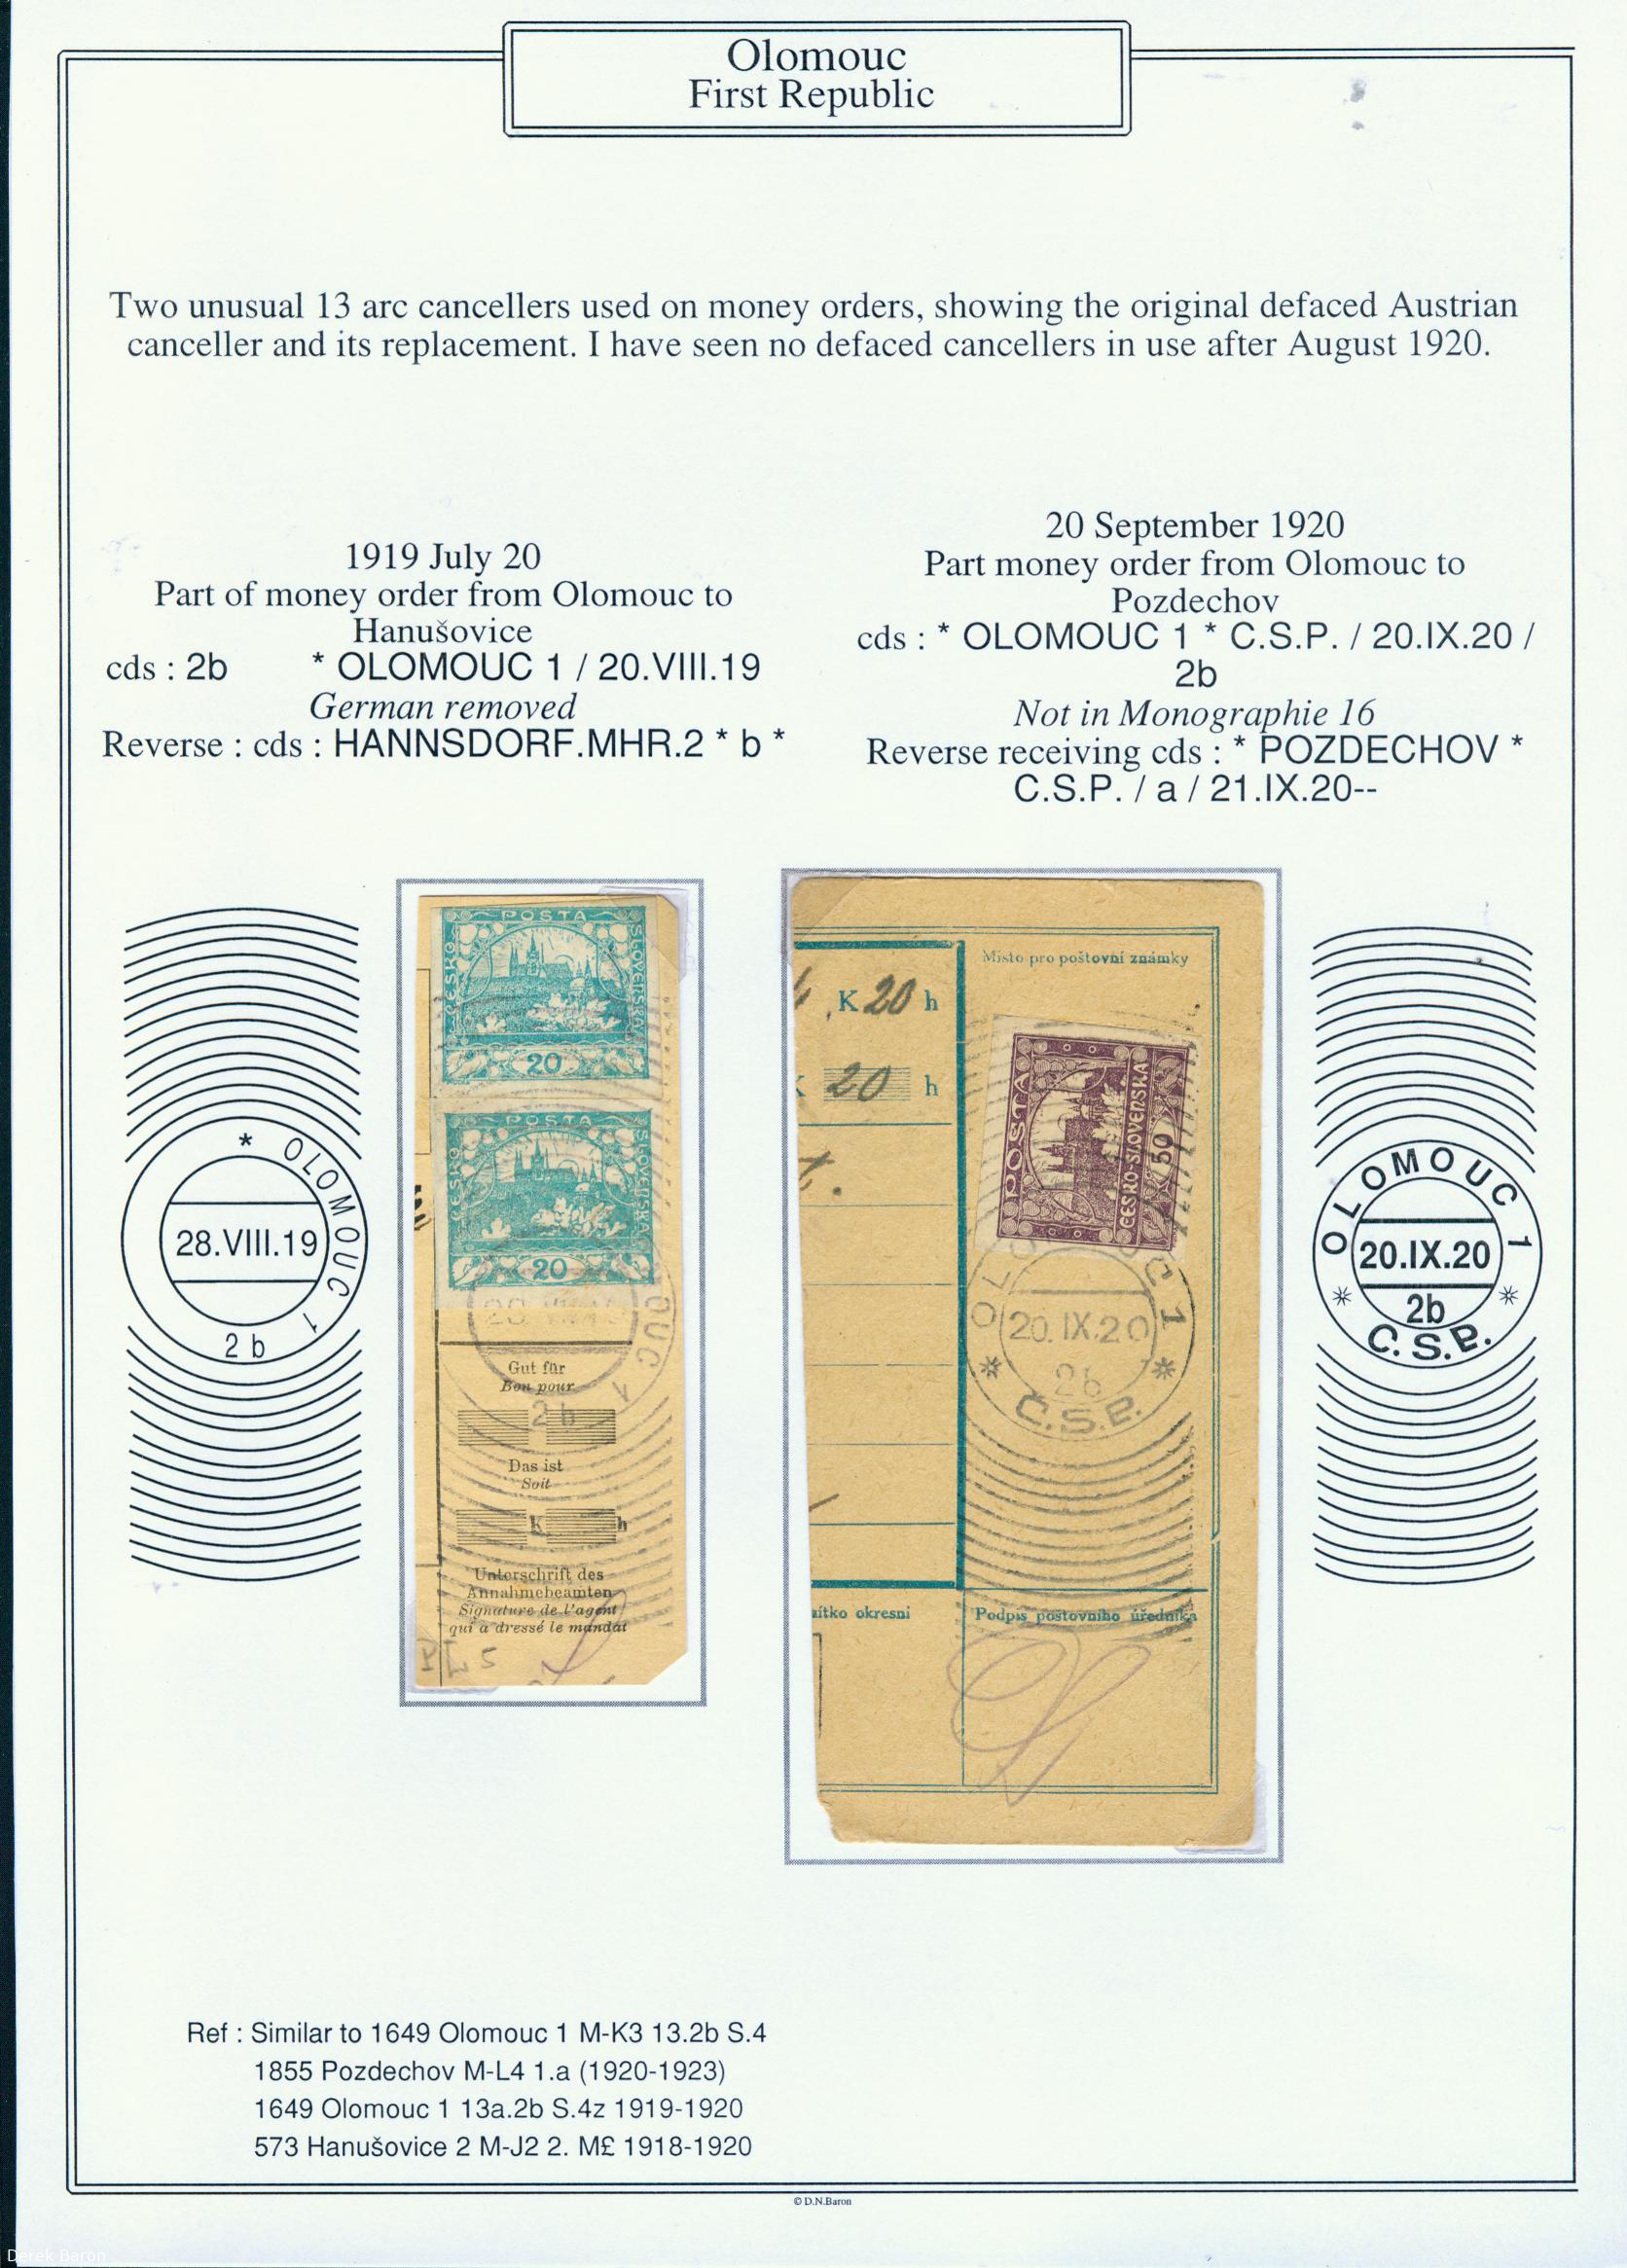 Olomouc
First Republic
Two unusual 13 arc cancellers used on money orders, showing the original defaced Austrian
canceller and its replacement. I have seen no defaced cancellers in use after August 1920.
1919 July 20
Part of money order from Olomouc to
Hanušovice
cds : 2b * OLOMOUC 1 / 20.VIII.19
German removed
Reverse : cds : HANNSDORF.MHR.2 * b *
20 September 1920
Part money order from Olomouc to
Pozdechov
cds : * OLOMOUC 1 * C.S.P. / 20.IX.20 /
2b
Not in Monographie 16
Reverse receiving cds : * POZDECHOV *
C.S.P. / a / 21.IX.20--
* OLOMOUC 1
28.VIII.19
2 b
POSTA
ČESKO
SLOVENSKÁ
20
POSTA
ČESKO
SLOVENSKÁ
20
OUC 1
Gut für
Bon pour
2b
Das ist
Soit
K h
Unterschrift des
Annahmebeamten
Signature de l'agent
qui a dressé le mandat
Místo pro poštovní známky
K 20 h
K 20 h
POSTA
ČESKO-SLOVENSKÁ
50
OLO UC 1
20.IX.20
2b
* Č.S.P. *
ítko okresní
Podpis poštovního úředníka
OLOMOUC 1
20.IX.20
2b
* C.S.P. *
Ref : Similar to 1649 Olomouc 1 M-K3 13.2b S.4
1855 Pozdechov M-L4 1.a (1920-1923)
1649 Olomouc 1 13a.2b S.4z 1919-1920
573 Hanušovice 2 M-J2 2. M£ 1918-1920
© D.N.Baron
Derek Baron